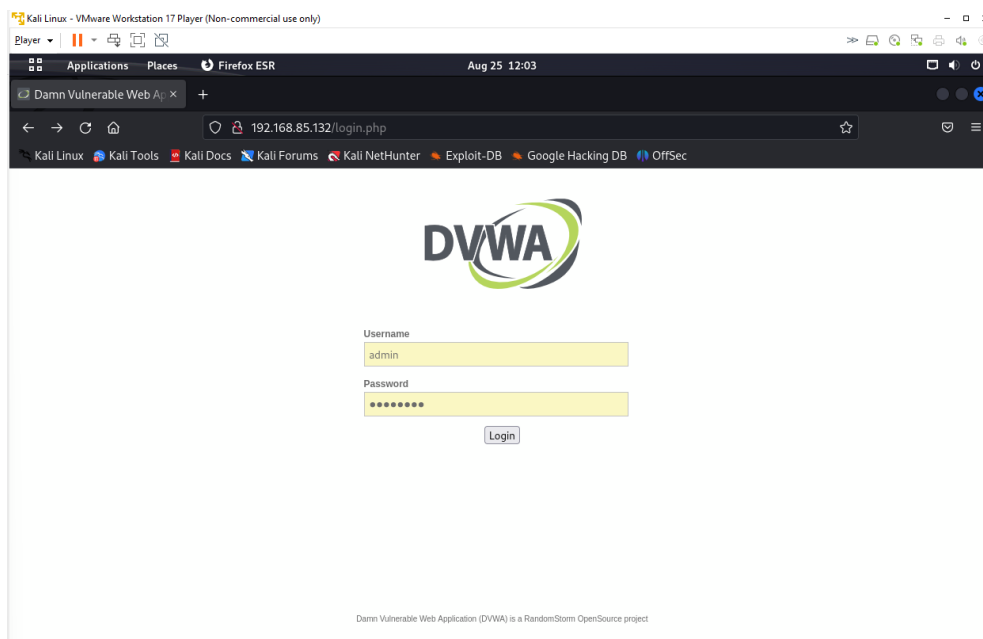 Kali Linux - VMware Workstation 17 Player (Non-commercial use only)
Player
Applications Places Firefox ESR Aug 25 12:03
Damn Vulnerable Web Ap
192.168.85.132/login.php
Kali Linux Kali Tools Kali Docs Kali Forums Kali NetHunter Exploit-DB Google Hacking DB OffSec
DVWA
Username
admin
Password
Login
Damn Vulnerable Web Application (DVWA) is a RandomStorm OpenSource project